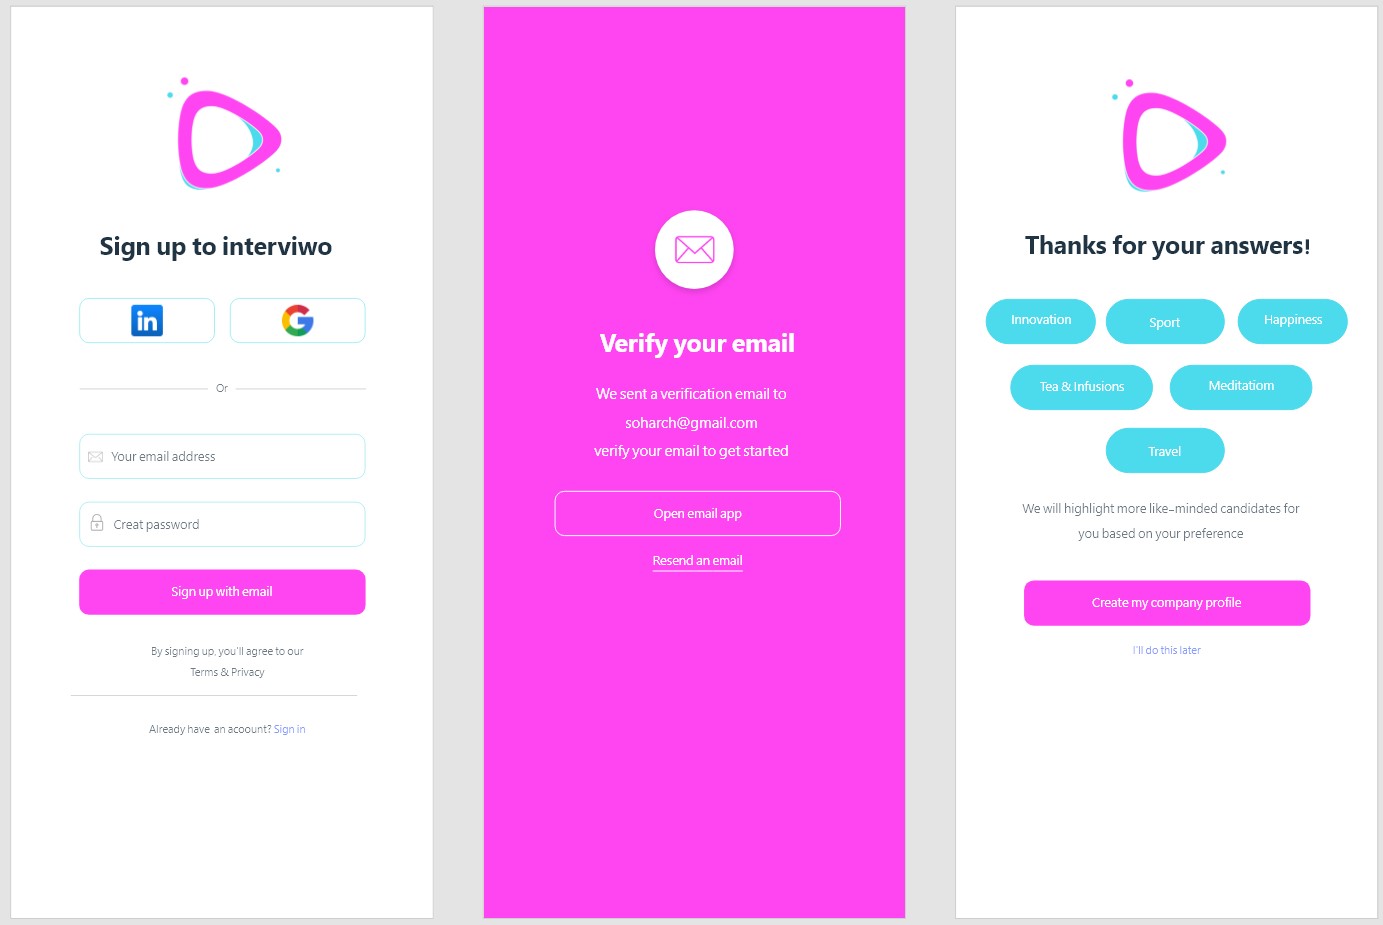 Sign up to interviwo
in
G
Or
Your email address
Creat password
Sign up with email
By signing up, you'll agree to our
Terms & Privacy
Already have an acoount? Sign in
Verify your email
We sent a verification email to
soharch@gmail.com
verify your email to get started
Open email app
Resend an email
Thanks for your answers!
Innovation
Sport
Happiness
Tea & Infusions
Meditatiom
Travel
We will highlight more like-minded candidates for
you based on your preference
Create my company profile
I'll do this later